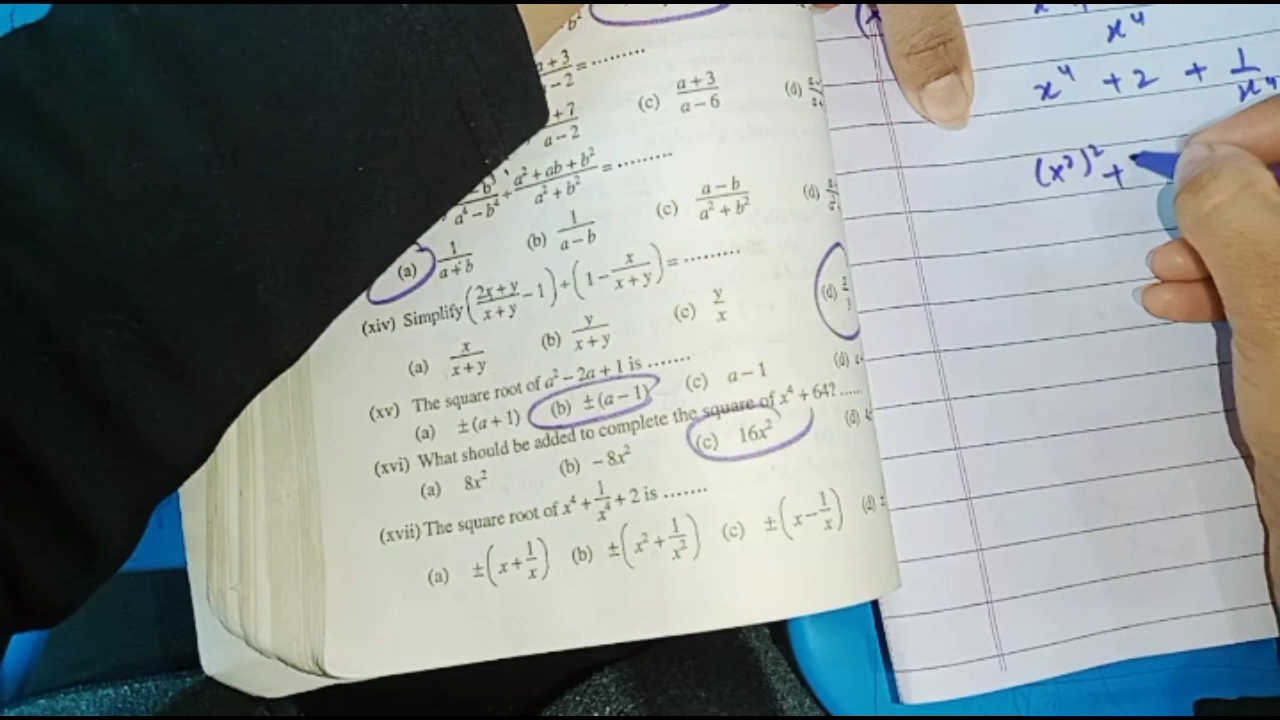 a + 3 / a − 2 = .........
+ 7 / a − 2
(c) a + 3 / a − 6
(d)
a⁴ − b⁴ ÷ a² + ab + b² / a² + b² = .........
(a) 1 / a + b (b) 1 / a − b (c) a − b / a² + b² (d)
(xiv) Simplify (2x + y / x + y − 1) ÷ (1 − x / x + y) = .........
(a) x / x + y (b) y / x + y (c) y / x (d)
(xv) The square root of a² − 2a + 1 is .......
(a) ±(a + 1) (b) ±(a − 1) (c) a − 1 (d)
(xvi) What should be added to complete the square of x⁴ + 64? .....
(a) 8x² (b) − 8x² (c) 16x² (d)
(xvii) The square root of x⁴ + 1 / x⁴ + 2 is .......
(a) ±(x + 1 / x) (b) ±(x² + 1 / x²) (c) ±(x − 1 / x) (d)
x⁴
x⁴ + 2 + 1 / x⁴
(x²)² +